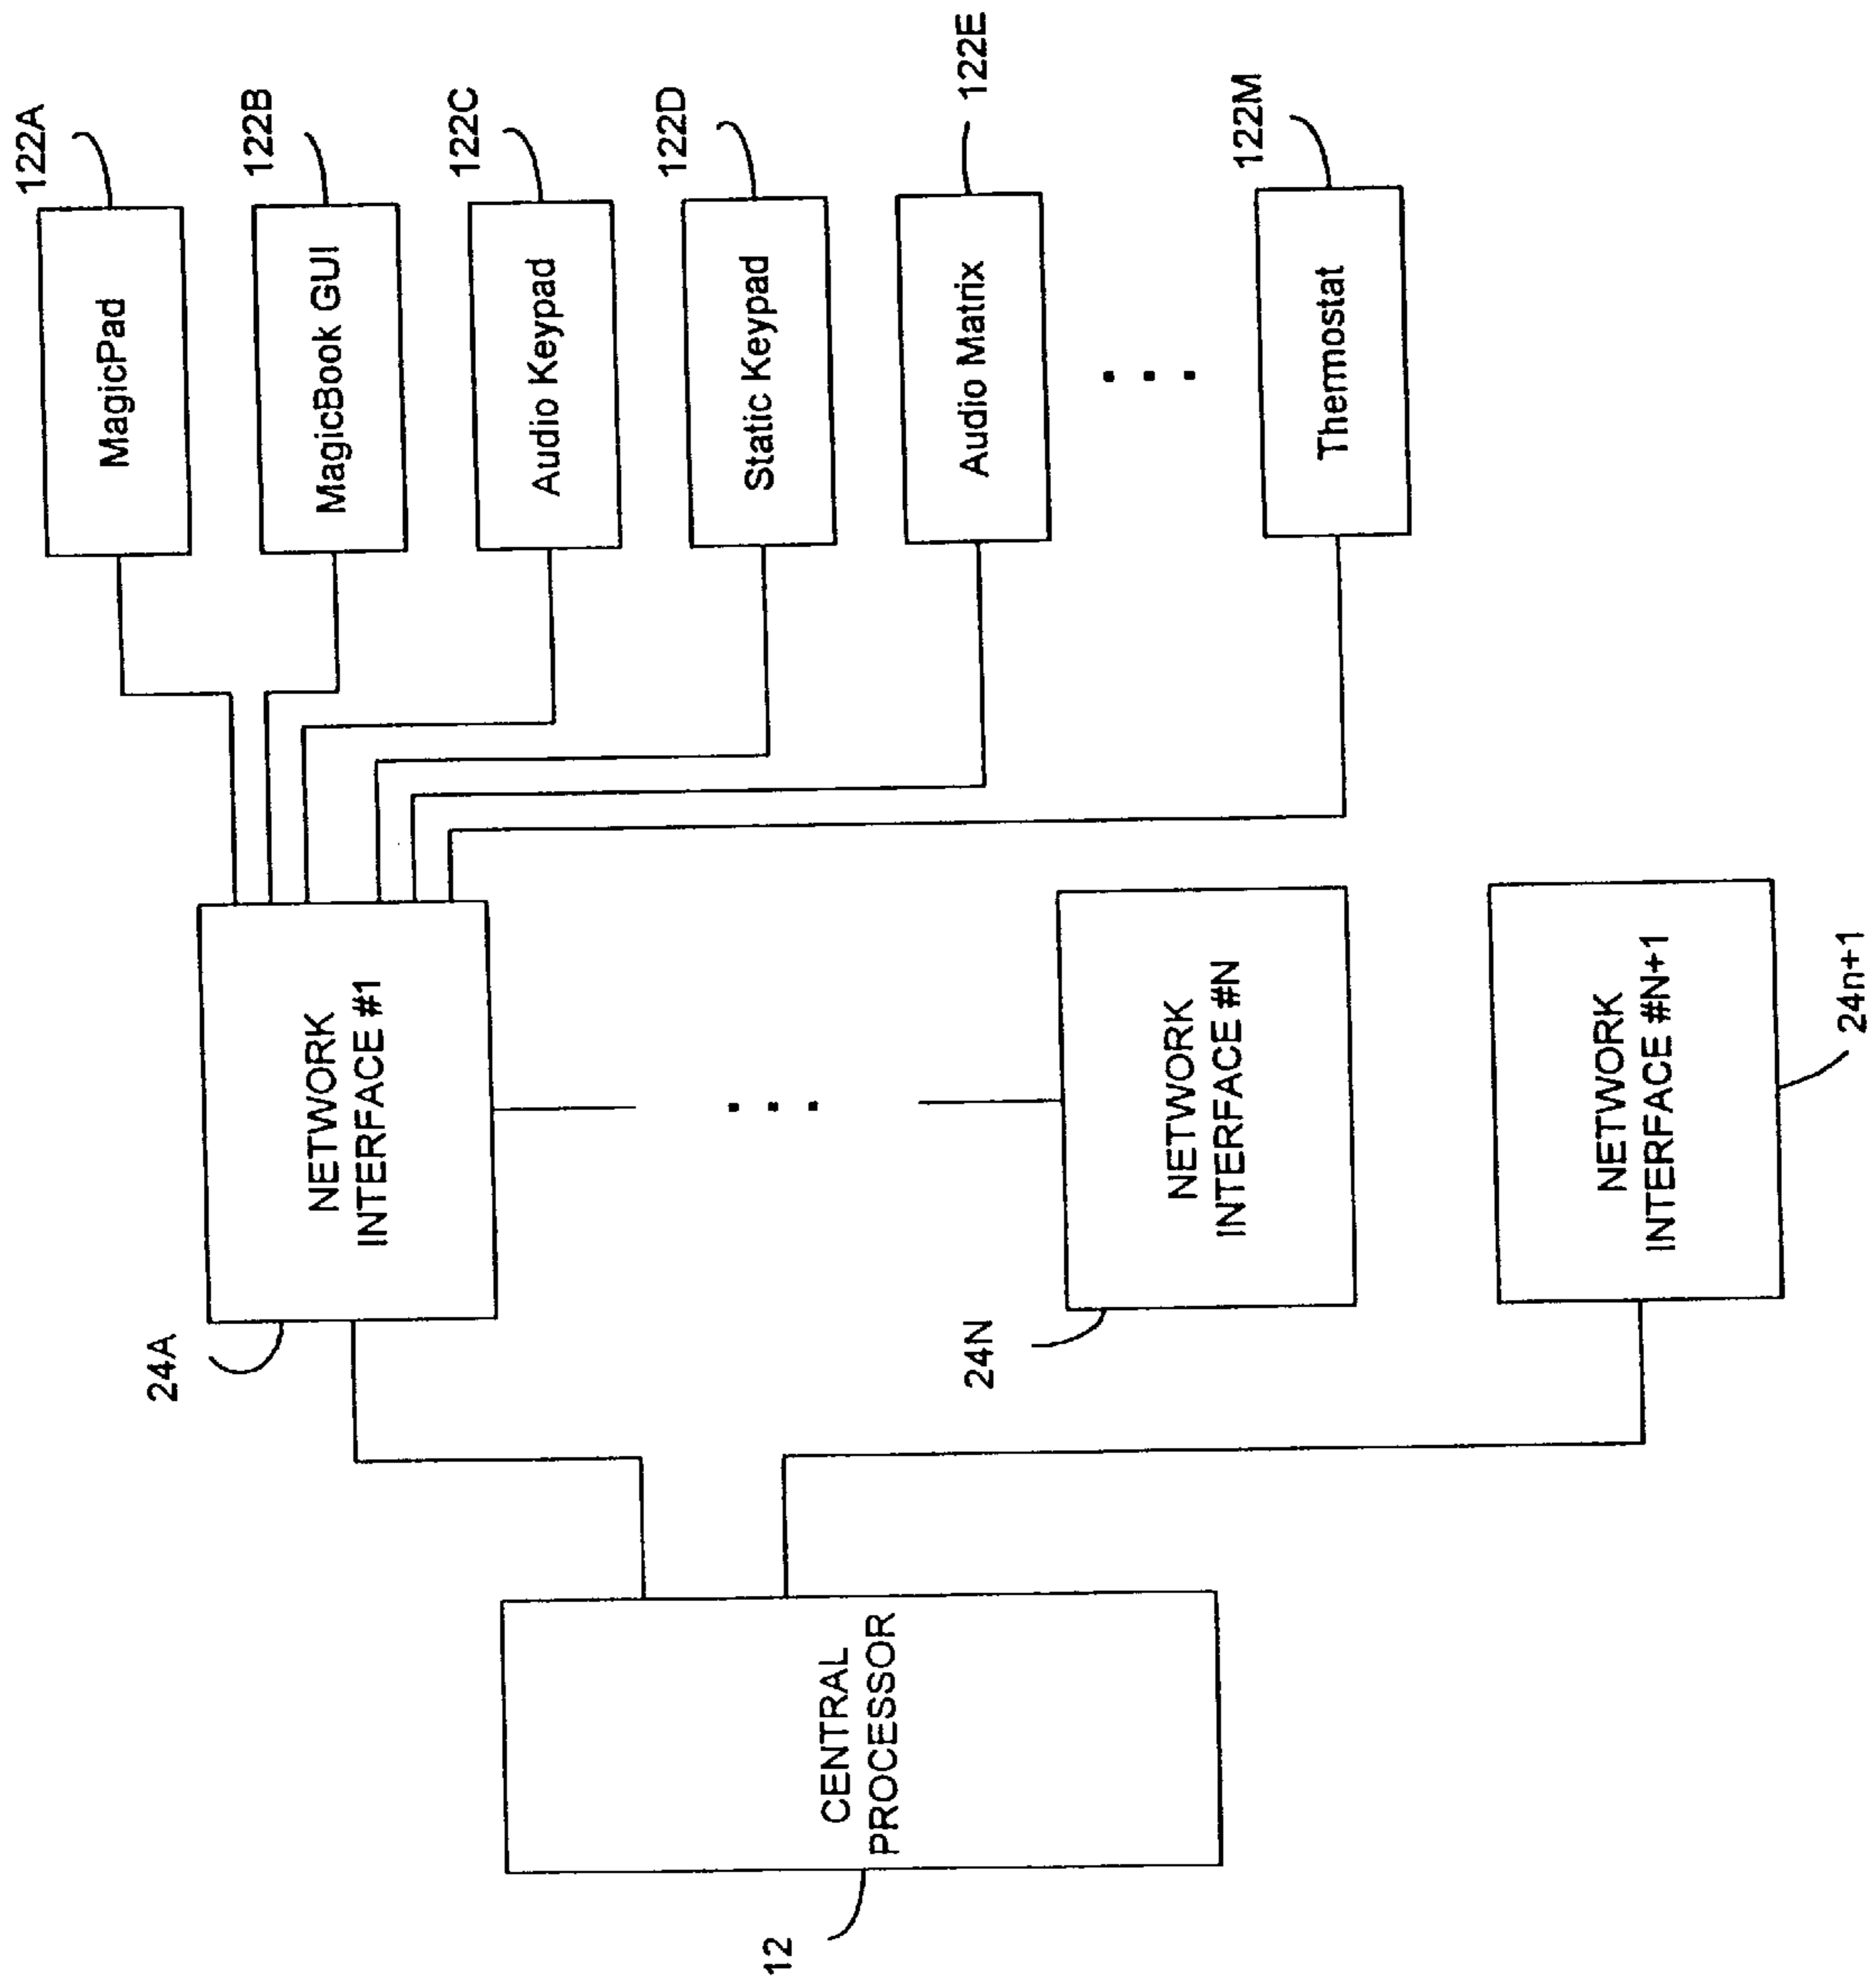 122A
MagicPad
122B
MagicBook GUI
122C
Audio Keypad
122D
Static Keypad
122E
Audio Matrix
122M
Themostat
24A
NETWORK
INTERFACE #1
24N
NETWORK
INTERFACE #N
24n+1
NETWORK
INTERFACE #N+1
12
CENTRAL
PROCESSOR